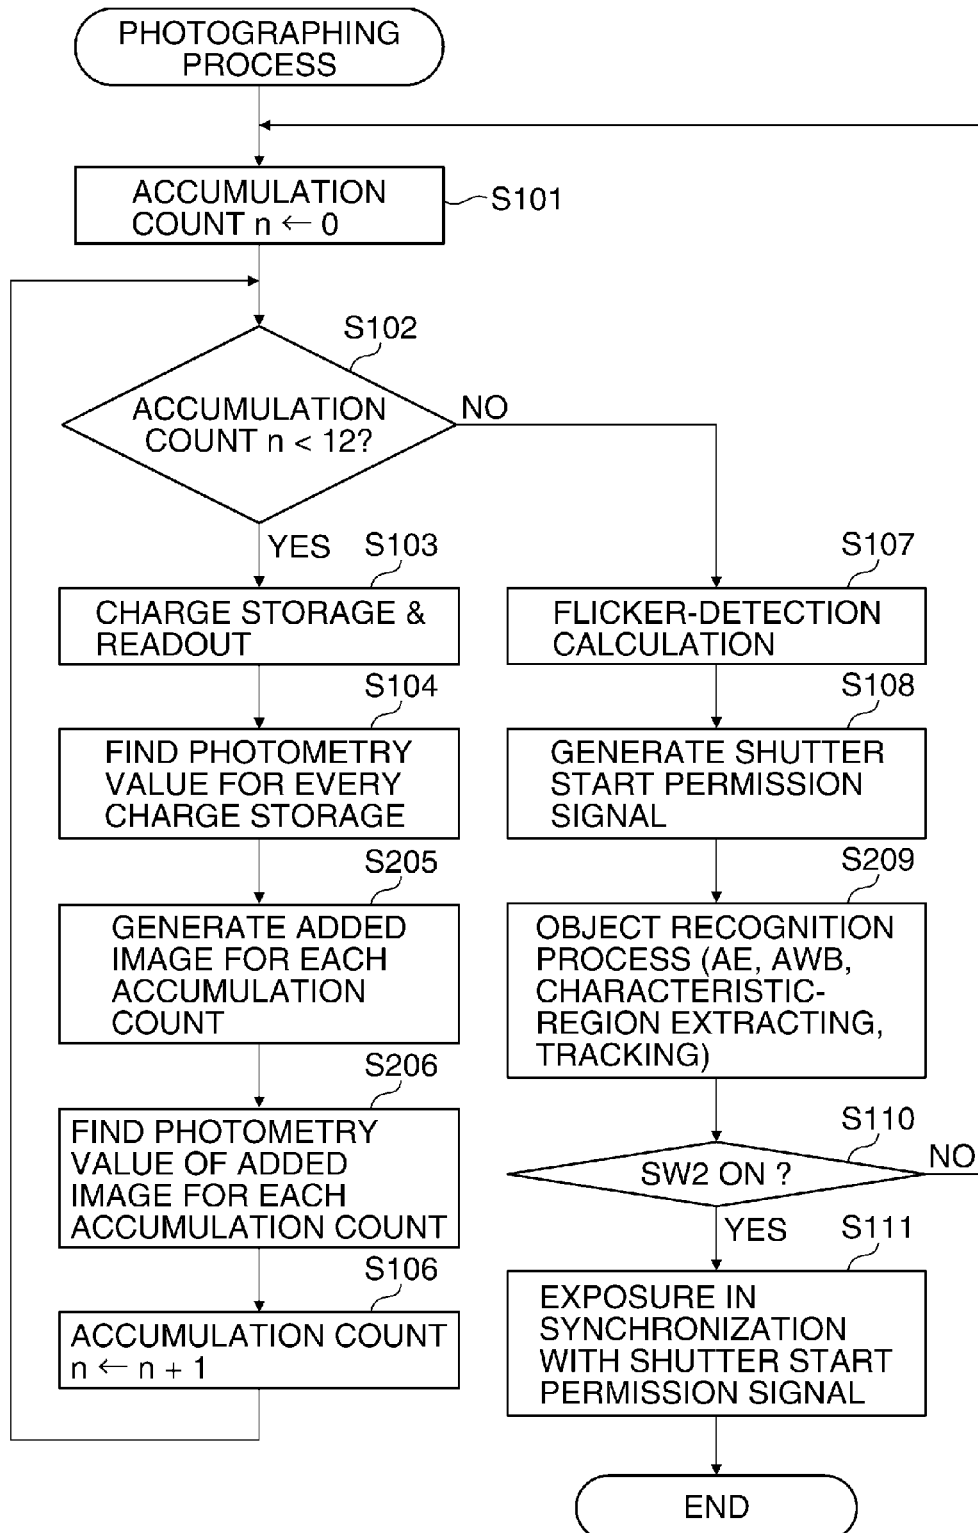 PHOTOGRAPHING
PROCESS
ACCUMULATION
COUNT n ← 0
S101
S102
ACCUMULATION
COUNT n < 12?
NO
YES
S103
CHARGE STORAGE &
READOUT
S104
FIND PHOTOMETRY
VALUE FOR EVERY
CHARGE STORAGE
S205
GENERATE ADDED
IMAGE FOR EACH
ACCUMULATION
COUNT
S206
FIND PHOTOMETRY
VALUE OF ADDED
IMAGE FOR EACH
ACCUMULATION COUNT
S106
ACCUMULATION COUNT
n ← n + 1
S107
FLICKER-DETECTION
CALCULATION
S108
GENERATE SHUTTER
START PERMISSION
SIGNAL
S209
OBJECT RECOGNITION
PROCESS (AE, AWB,
CHARACTERISTIC-
REGION EXTRACTING,
TRACKING)
S110
SW2 ON ?
NO
YES
S111
EXPOSURE IN
SYNCHRONIZATION
WITH SHUTTER START
PERMISSION SIGNAL
END